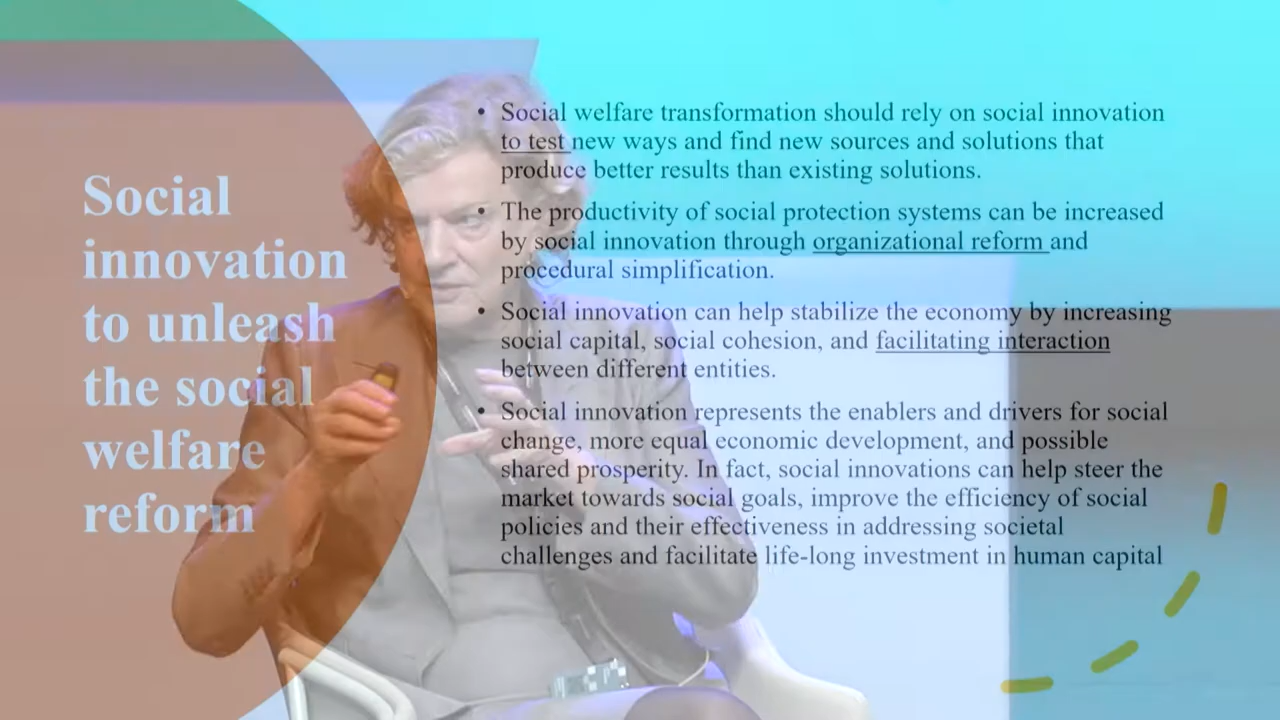 Social
innovation
to unleash
the social
welfare
reform
• Social welfare transformation should rely on social innovation
to test new ways and find new sources and solutions that
produce better results than existing solutions.
• The productivity of social protection systems can be increased
by social innovation through organizational reform and
procedural simplification.
• Social innovation can help stabilize the economy by increasing
social capital, social cohesion, and facilitating interaction
between different entities.
• Social innovation represents the enablers and drivers for social
change, more equal economic development, and possible
shared prosperity. In fact, social innovations can help steer the
market towards social goals, improve the efficiency of social
policies and their effectiveness in addressing societal
challenges and facilitate life-long investment in human capital